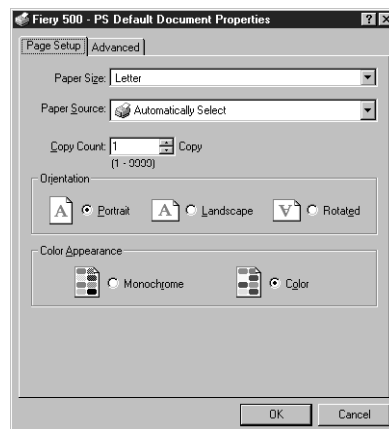 Fiery 500 - PS Default Document Properties
Page Setup Advanced
Paper Size: Letter
Paper Source: Automatically Select
Copy Count: 1 Copy
(1 - 9999)
Orientation
A Portrait A Landscape A Rotated
Color Appearance
Monochrome Color
OK Cancel